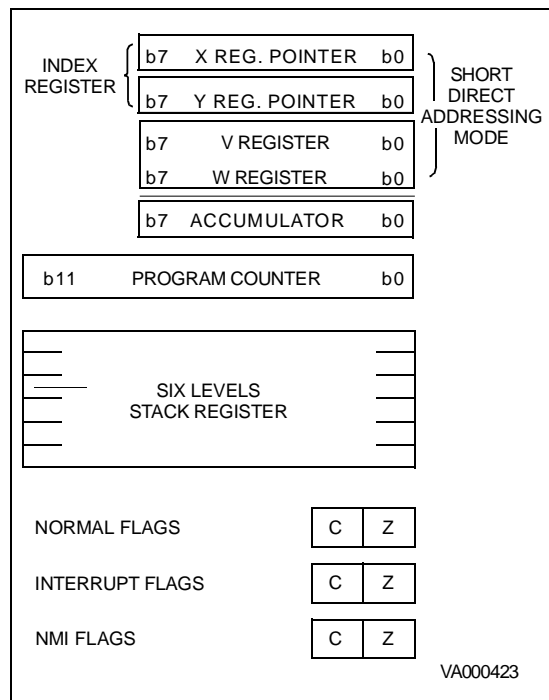 INDEX
REGISTER
b7 X REG. POINTER b0
b7 Y REG. POINTER b0
b7 V REGISTER b0
b7 W REGISTER b0
b7 ACCUMULATOR b0
SHORT
DIRECT
ADDRESSING
MODE
b11 PROGRAM COUNTER b0
SIX LEVELS
STACK REGISTER
NORMAL FLAGS C Z
INTERRUPT FLAGS C Z
NMI FLAGS C Z
VA000423